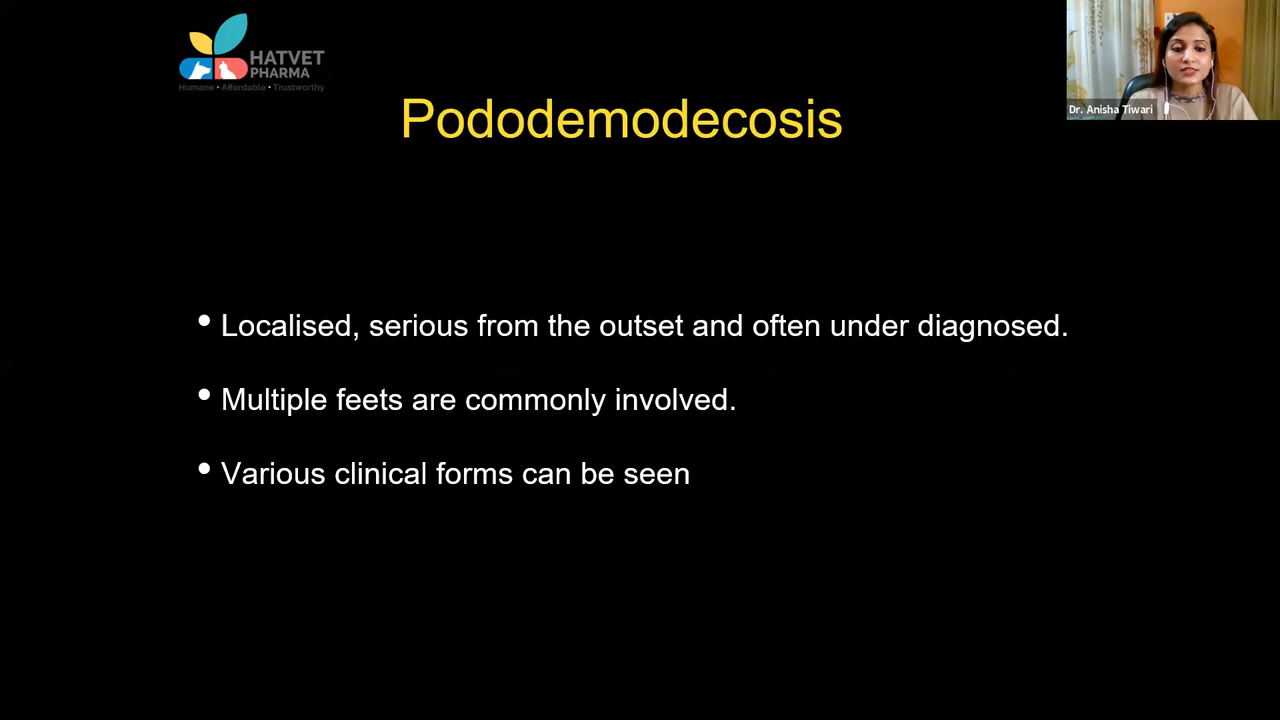 HATVET
PHARMA
Humane • Affordable • Trustworthy
Dr. Anisha Tiwari
Pododemodecosis
• Localised, serious from the outset and often under diagnosed.
• Multiple feets are commonly involved.
• Various clinical forms can be seen